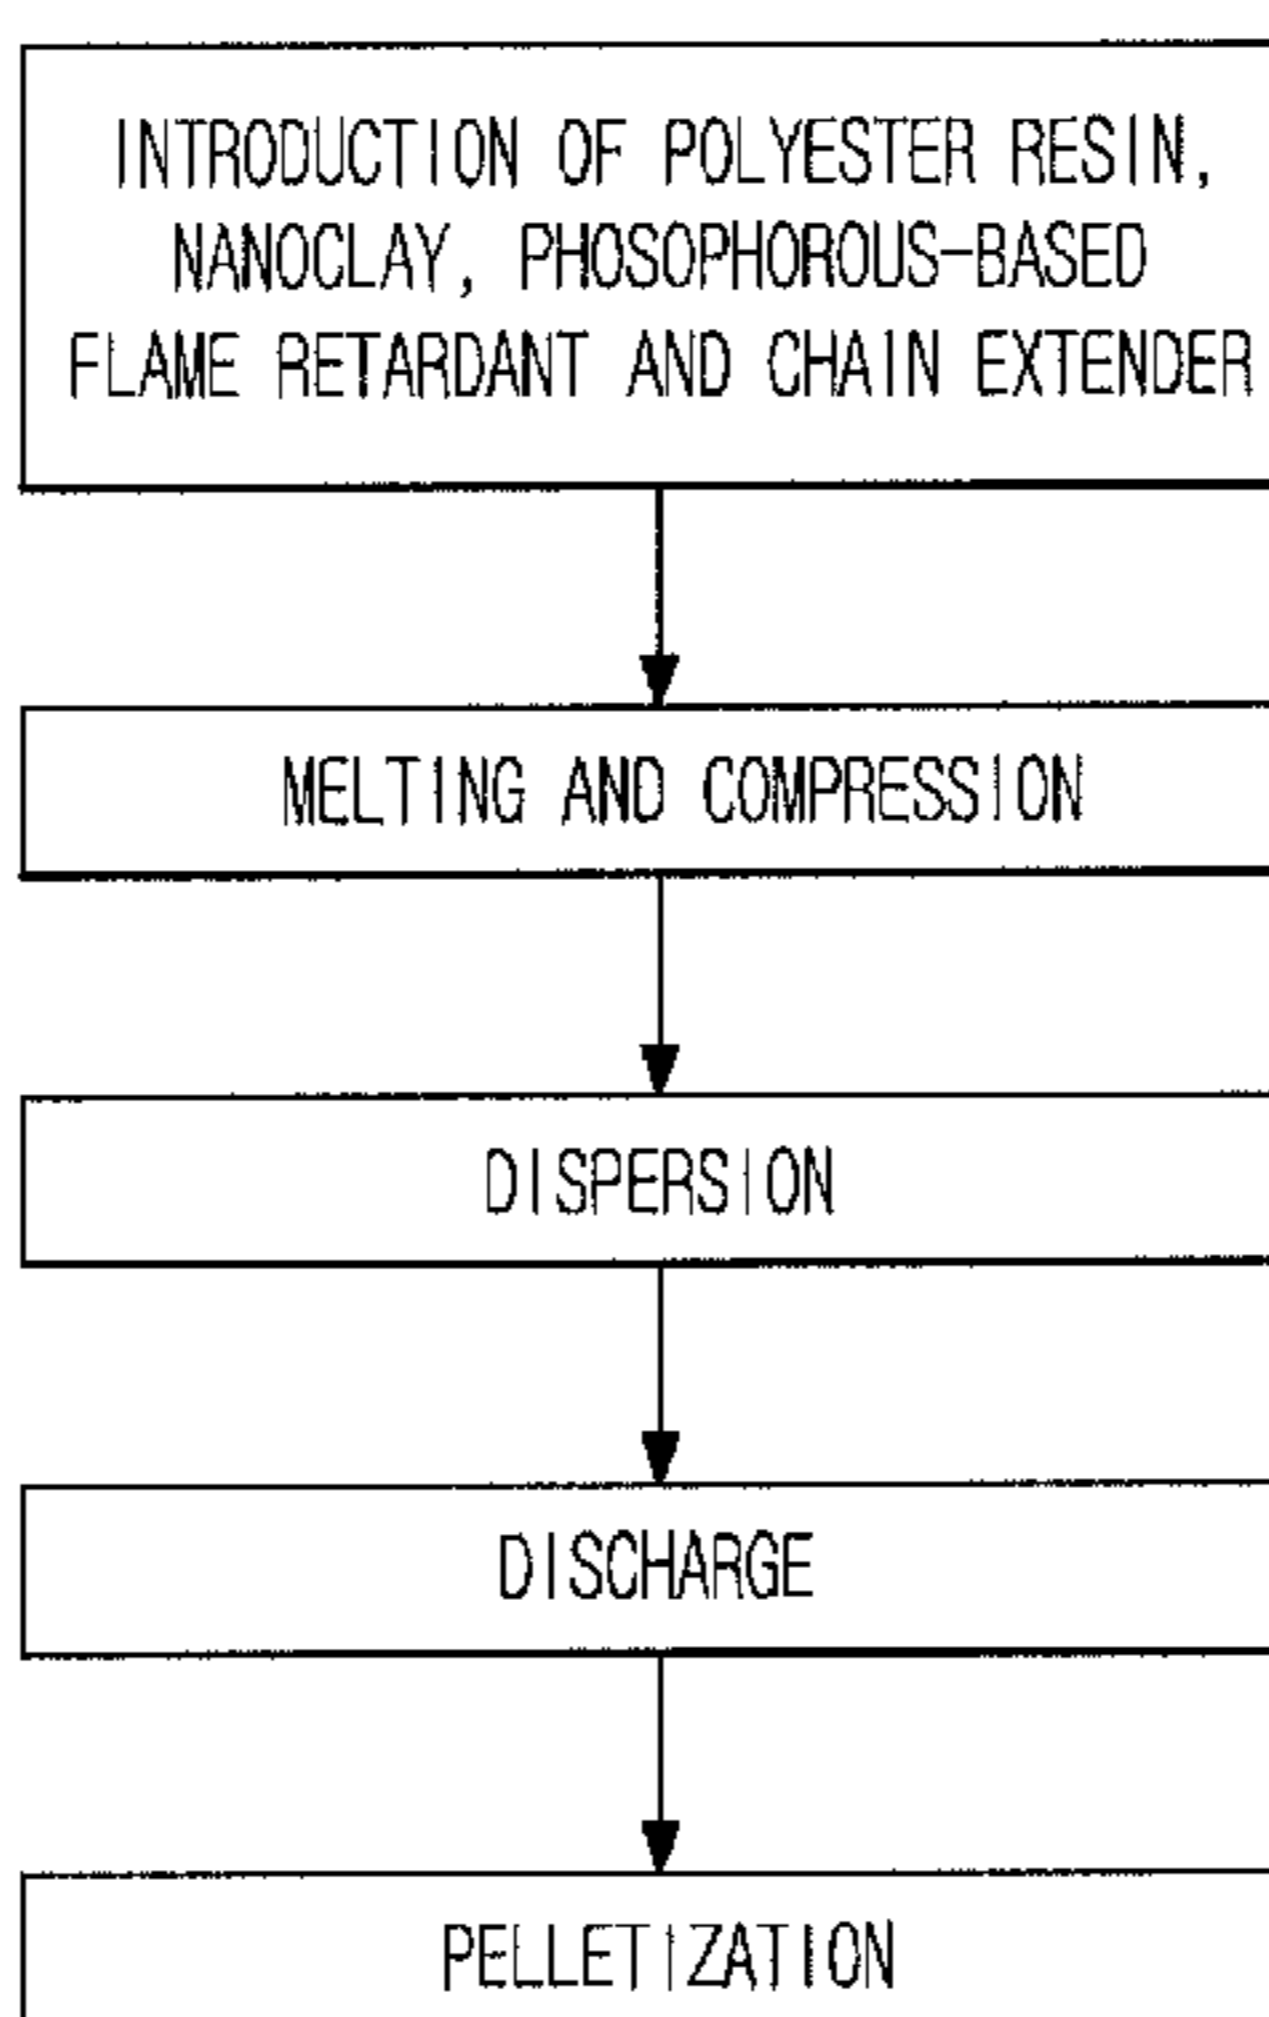 INTRODUCTION OF POLYESTER RESIN,
NANOCLAY, PHOSOPHOROUS-BASED
FLAME RETARDANT AND CHAIN EXTENDER
MELTING AND COMPRESSION
DISPERSION
DISCHARGE
PELLETIZATION